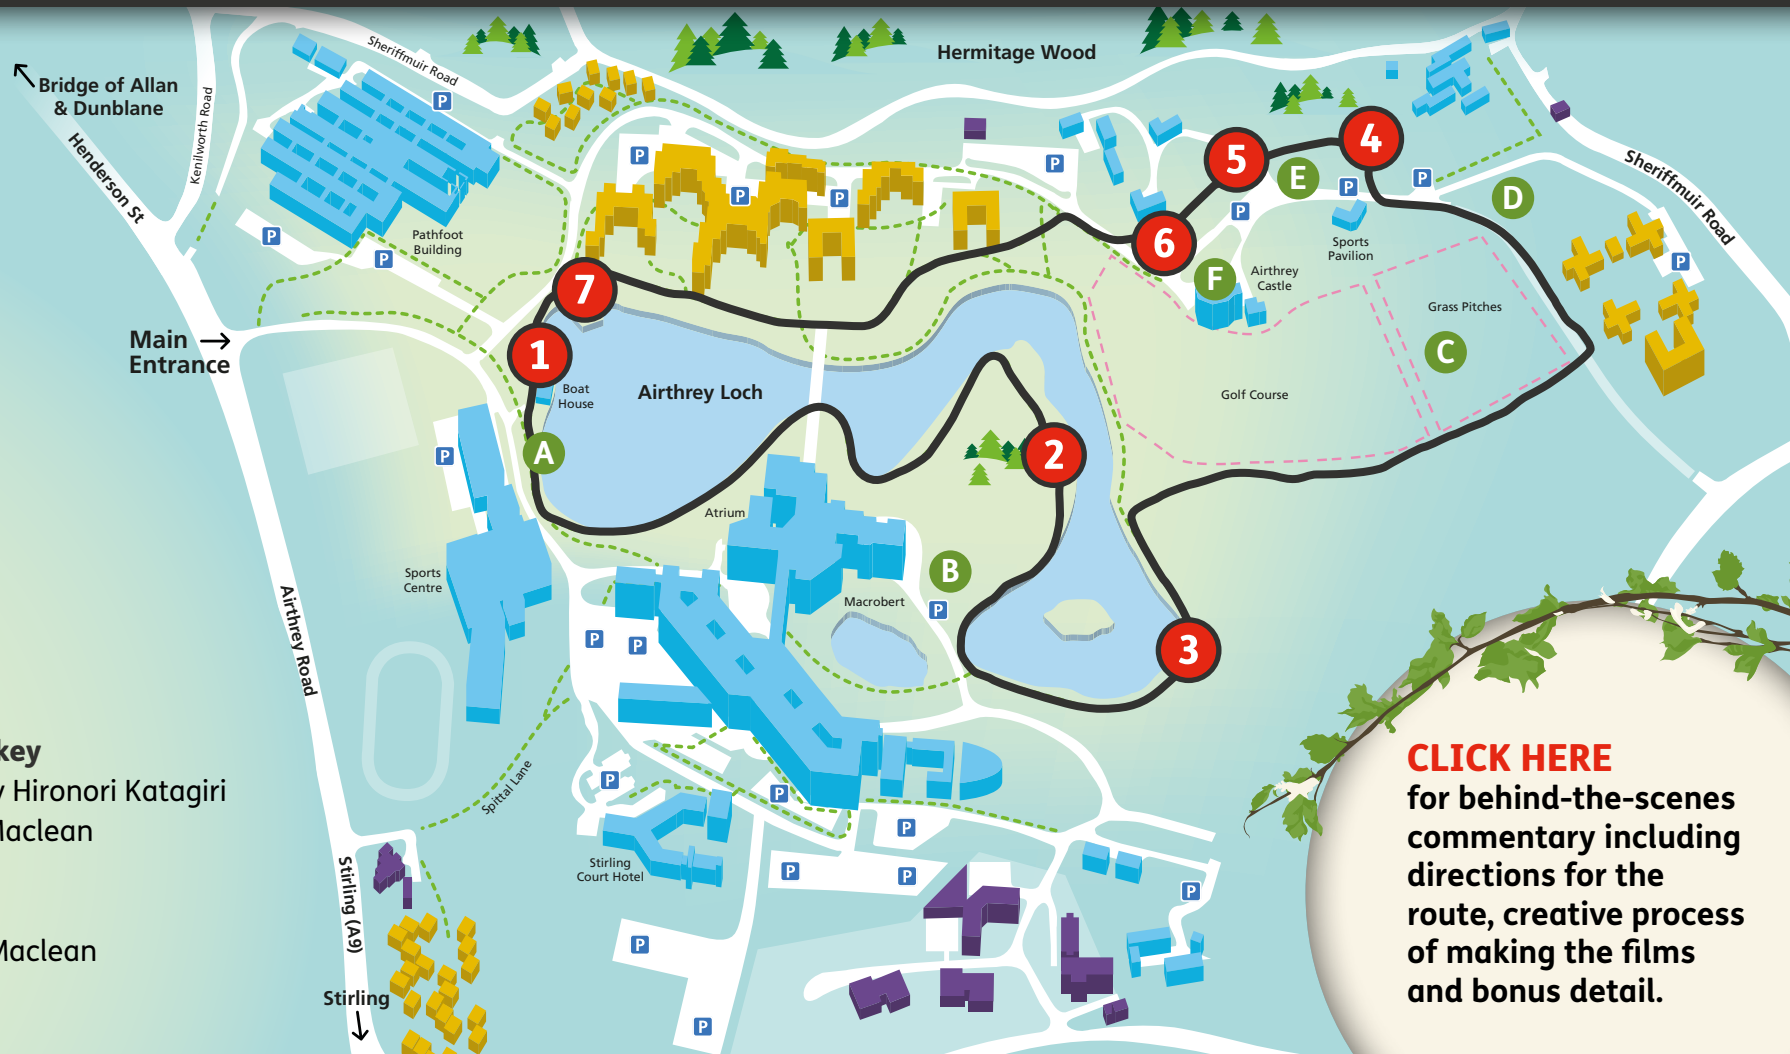 Hermitage Wood
Sheriffmuir Road
Bridge of Allan
& Dunblane
Kenilworth Road
Henderson St
P
P
P
P
P
P
P
P
P
P
P
P
4
5
E
D
6
F
7
1
Sheriffmuir Road
Pathfoot
Building
Sports
Pavilion
Airthrey
Castle
Grass Pitches
C
Main
Entrance
Boat
House
Airthrey Loch
Golf Course
A
2
P
Atrium
B
Sports
Centre
Macrobert
P
Airthrey Road
P
P
3
key
y Hironori Katagiri
Maclean
Maclean
Spittal Lane
P
P
P
Stirling
Court Hotel
P
P
P
P
P
Stirling (A9)
Stirling
CLICK HERE
for behind-the-scenes
commentary including
directions for the
route, creative process
of making the films
and bonus detail.